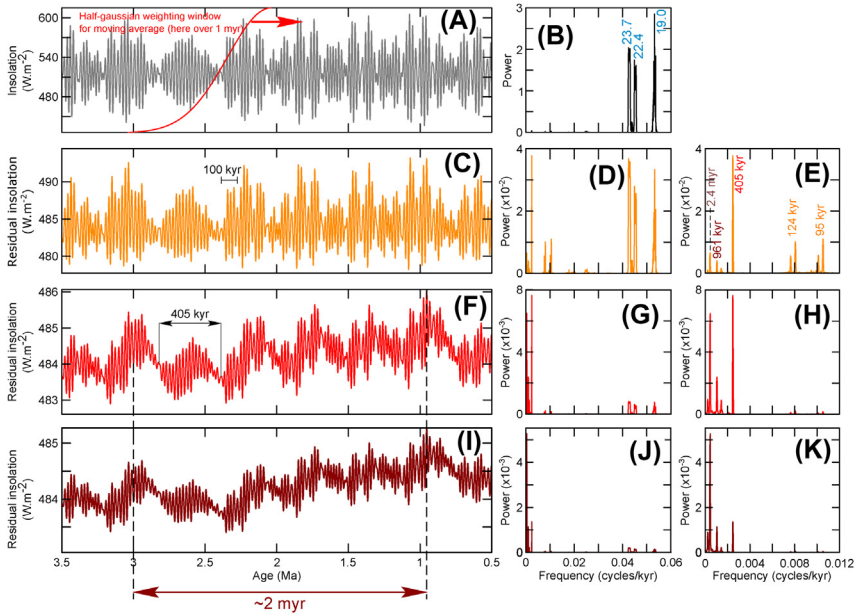 Half-gaussian weighting window
for moving average (here over 1 myr)
(A)
600
560
520
480
Insolation
(W.m-2)
(B)
23.7
22.4
19.0
3
2
1
0
Power
(C)
100 kyr
490
485
480
Residual insolation
(W.m-2)
(D)
4
2
0
Power (x10-2)
(E)
2.4 myr
961 kyr
405 kyr
124 kyr
95 kyr
4
2
0
Power (x10-2)
(F)
405 kyr
486
485
484
483
Residual insolation
(W.m-2)
(G)
8
4
0
Power (x10-3)
(H)
8
4
0
Power (x10-3)
(I)
485
484
Residual insolation
(W.m-2)
3.5 3 2.5 2 1.5 1 0.5
Age (Ma)
~2 myr
(J)
6
4
2
0
Power (x10-3)
0 0.02 0.04 0.06
Frequency (cycles/kyr)
(K)
6
4
2
0
Power (x10-3)
0 0.004 0.008 0.012
Frequency (cycles/kyr)